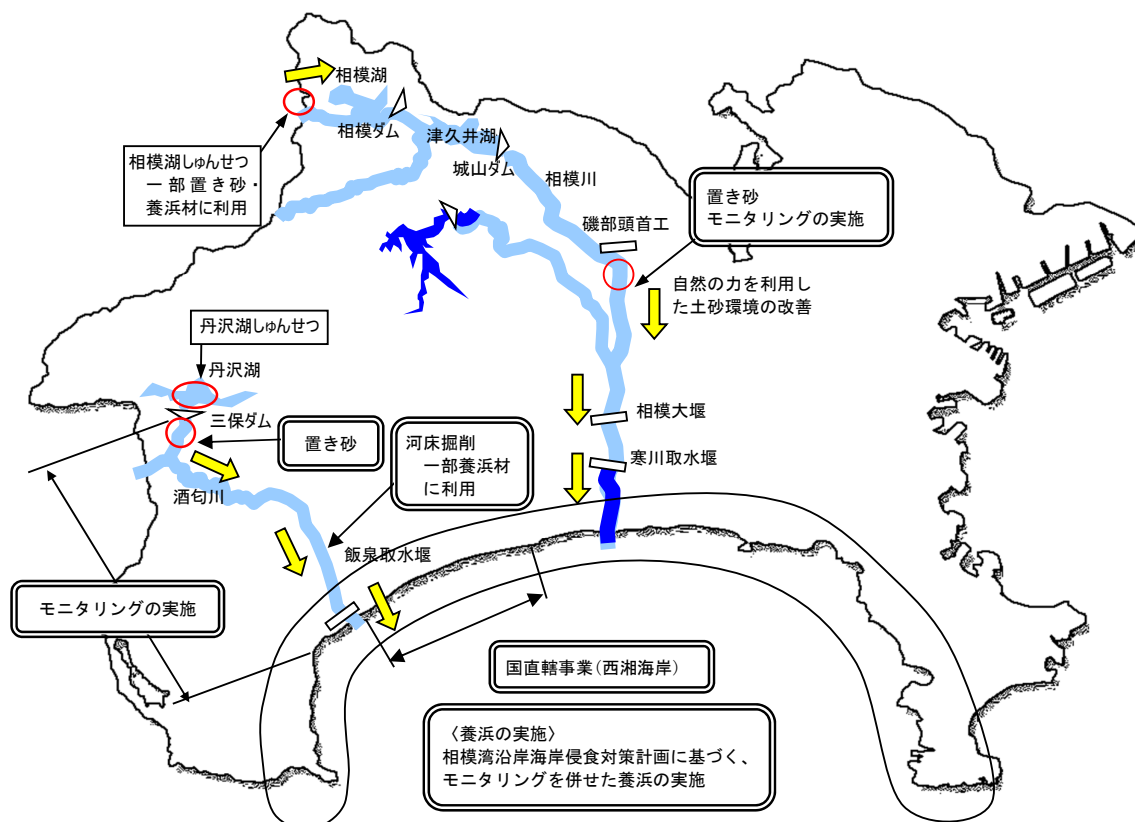 相模湖
相模ダム
津久井湖
城山ダム
相模川
相模湖しゅんせつ
一部置き砂・
養浜材に利用
置き砂
モニタリングの実施
磯部頭首工
自然の力を利用し
た土砂環境の改善
丹沢湖しゅんせつ
丹沢湖
三保ダム
置き砂
河床掘削
一部養浜材
に利用
相模大堰
寒川取水堰
酒匂川
飯泉取水堰
モニタリングの実施
国直轄事業(西湘海岸)
〈養浜の実施〉
相模湾沿岸海岸侵食対策計画に基づく、
モニタリングを併せた養浜の実施